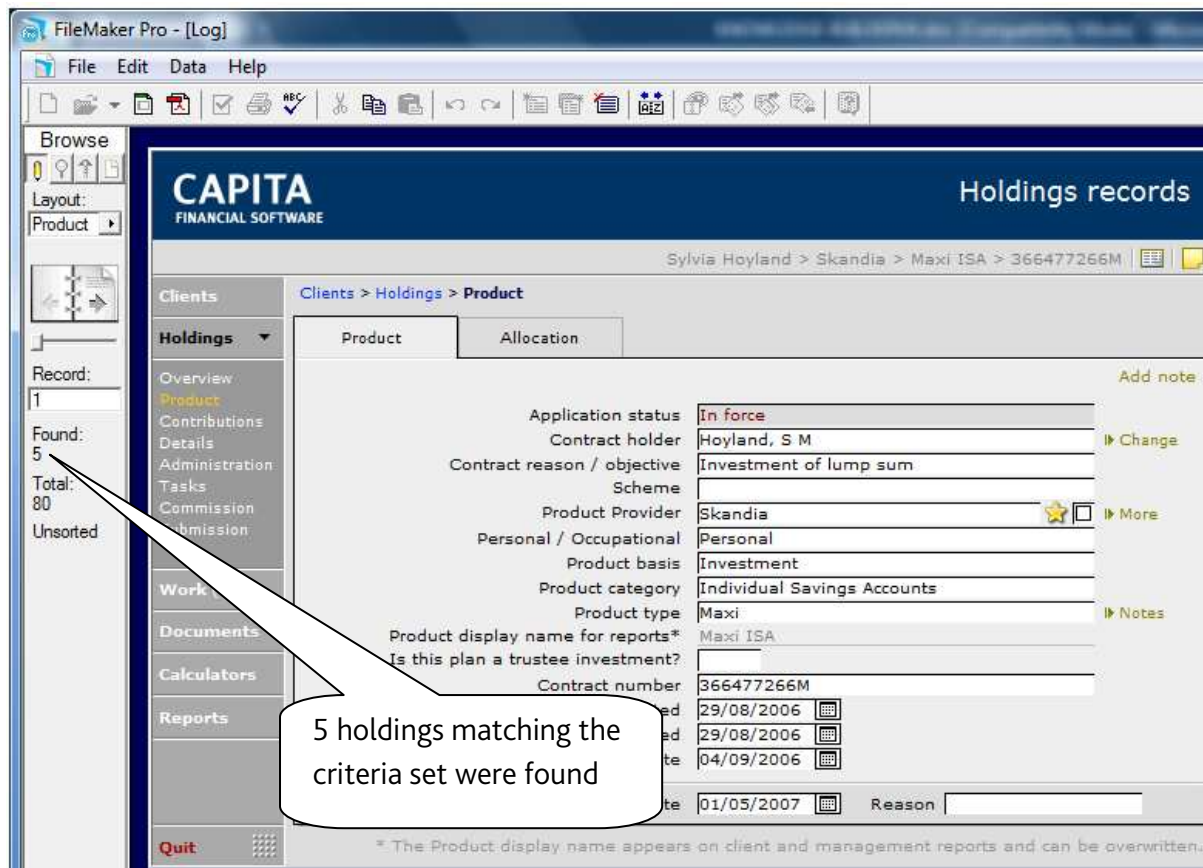 FileMaker Pro - [Log]
File Edit Data Help
ABC
Browse
Layout:
Product
Record:
1
Found:
5
Total:
80
Unsorted
CAPITA
FINANCIAL SOFTWARE
Holdings records
Sylvia Hoyland > Skandia > Maxi ISA > 366477266M
Clients
Clients > Holdings > Product
Holdings
Product Allocation
Overview
Product
Contributions
Details
Administration
Tasks
Commission
Work
Documents
Calculators
Reports
Quit
Add note
Application status In force
Contract holder Hoyland, S M Change
Contract reason / objective Investment of lump sum
Scheme
Product Provider Skandia More
Personal / Occupational Personal
Product basis Investment
Product category Individual Savings Accounts
Product type Maxi Notes
Product display name for reports* Maxi ISA
Is this plan a trustee investment?
Contract number 366477266M
ed 29/08/2006
ed 29/08/2006
te 04/09/2006
te 01/05/2007 Reason
5 holdings matching the
criteria set were found
* The Product display name appears on client and management reports and can be overwritten.